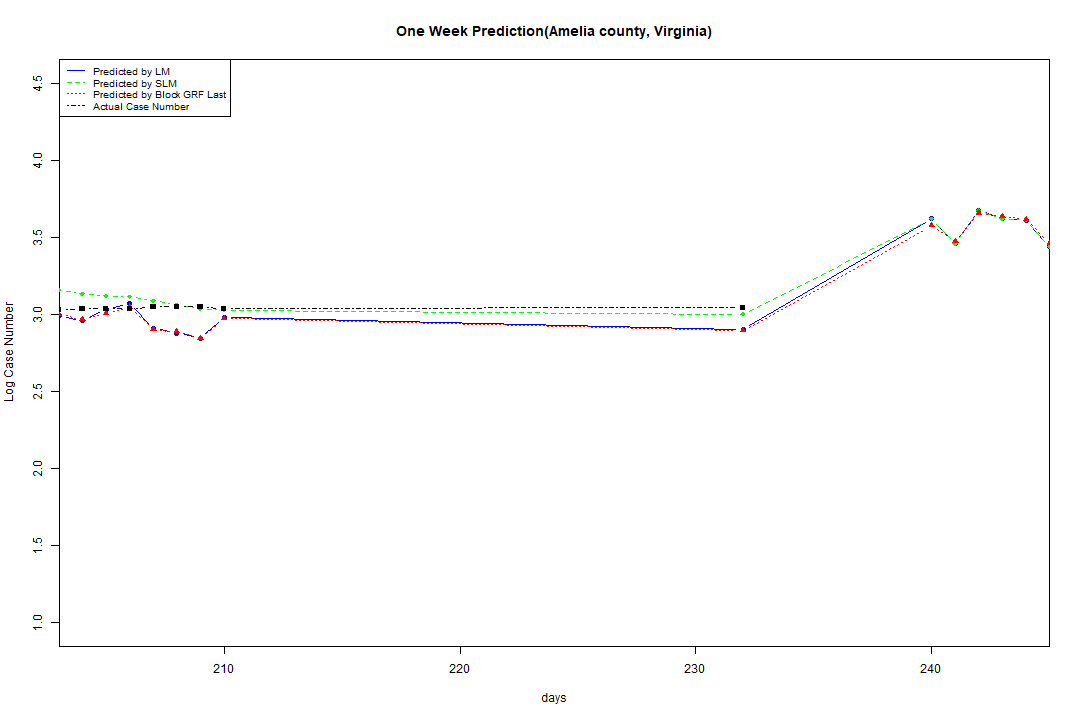 One Week Prediction(Amelia county, Virginia)
Predicted by LM
Predicted by SLM
Predicted by Block GRF Last
Actual Case Number
4.5
4.0
3.5
3.0
2.5
2.0
1.5
1.0
Log Case Number
210
220
230
240
days